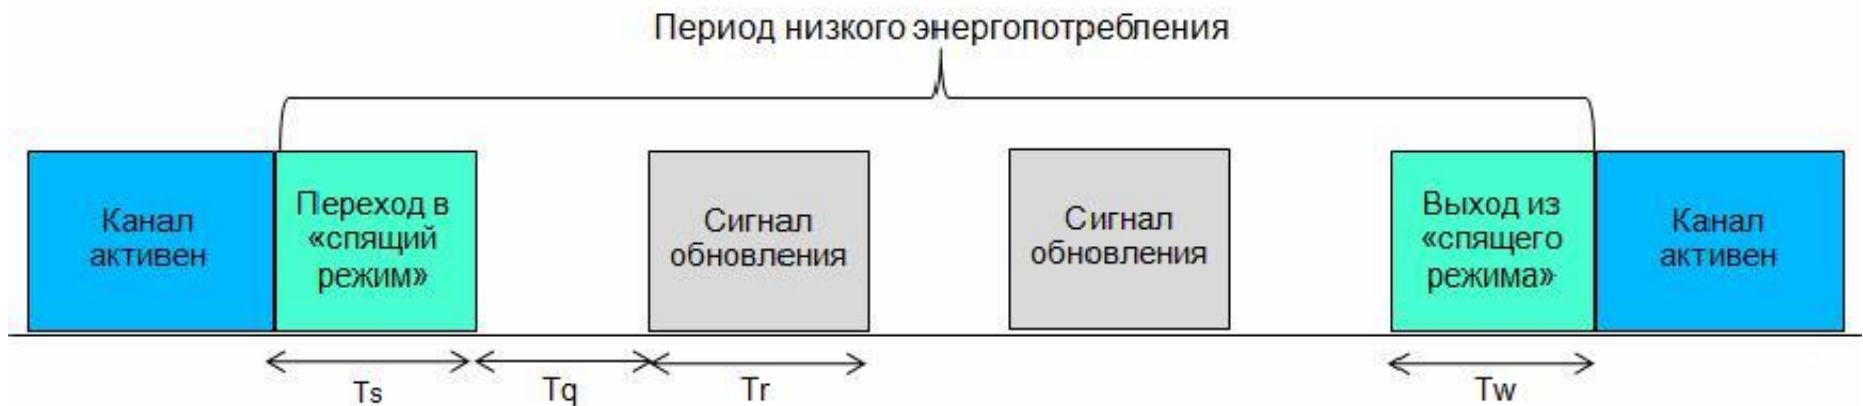 Период низкого энергопотребления
Канал
активен
Переход в
«спящий
режим»
Сигнал
обновления
Сигнал
обновления
Выход из
«спящего
режима»
Канал
активен
Ts
Tq
Tr
Tw